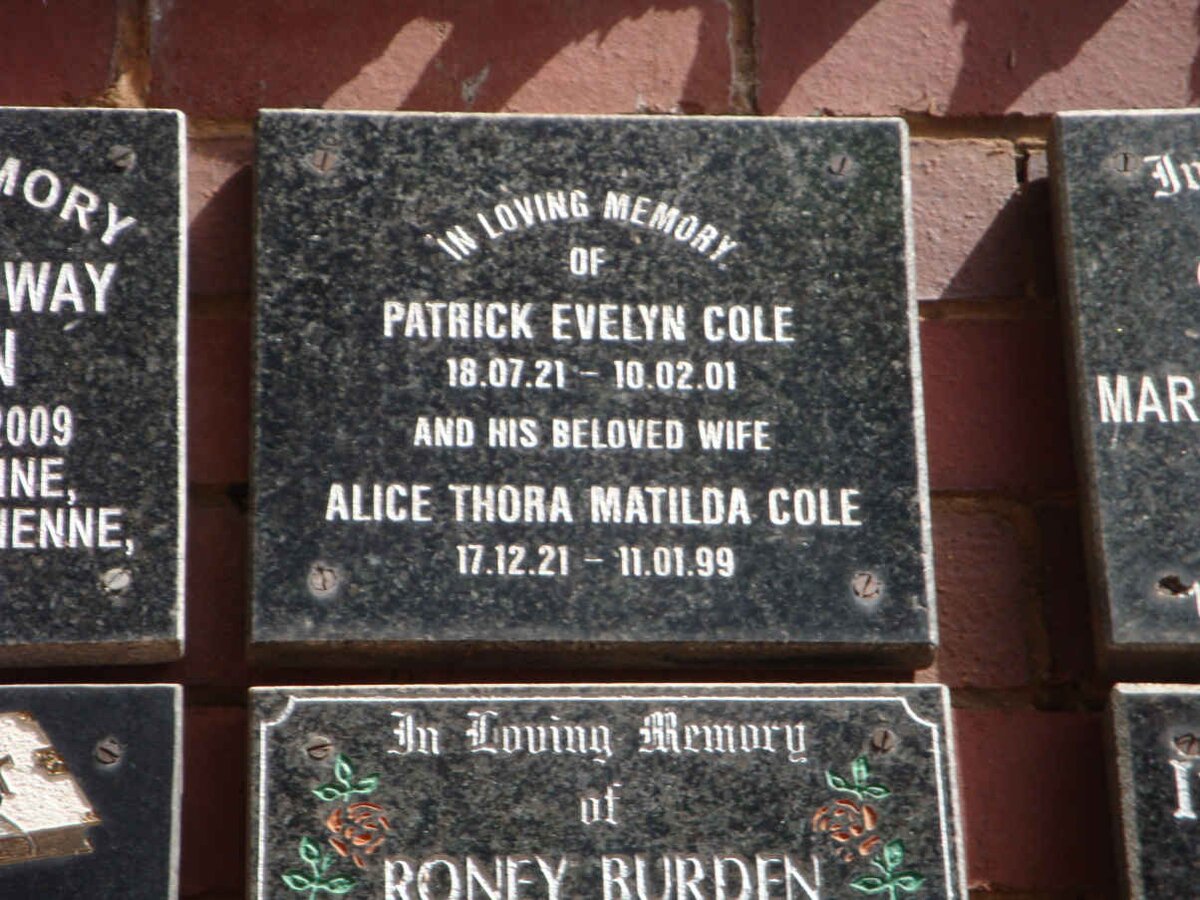 MORY
WAY
N
2009
INE,
HENNE,
IN LOVING MEMORY
OF
PATRICK EVELYN COLE
18.07.21 - 10.02.01
AND HIS BELOVED WIFE
ALICE THORA MATILDA COLE
17.12.21 - 11.01.99
In
MAR
In Loving Memory
of
RONEY BURDEN